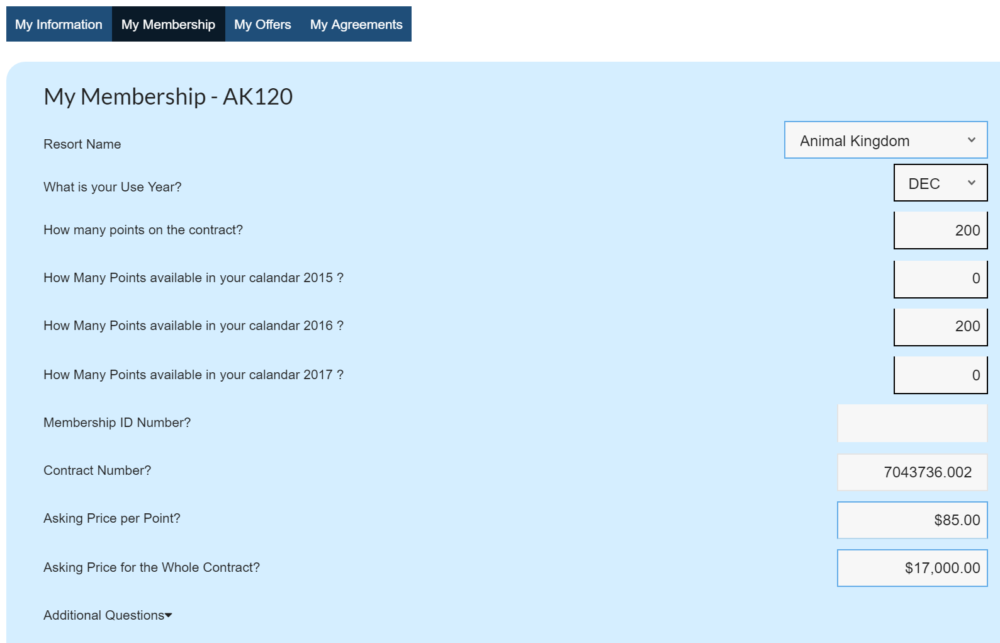 My Information My Membership My Offers My Agreements
My Membership - AK120
Resort Name Animal Kingdom
What is your Use Year? DEC
How many points on the contract? 200
How Many Points available in your calandar 2015 ? 0
How Many Points available in your calandar 2016 ? 200
How Many Points available in your calandar 2017 ? 0
Membership ID Number?
Contract Number? 7043736.002
Asking Price per Point? $85.00
Asking Price for the Whole Contract? $17,000.00
Additional Questions